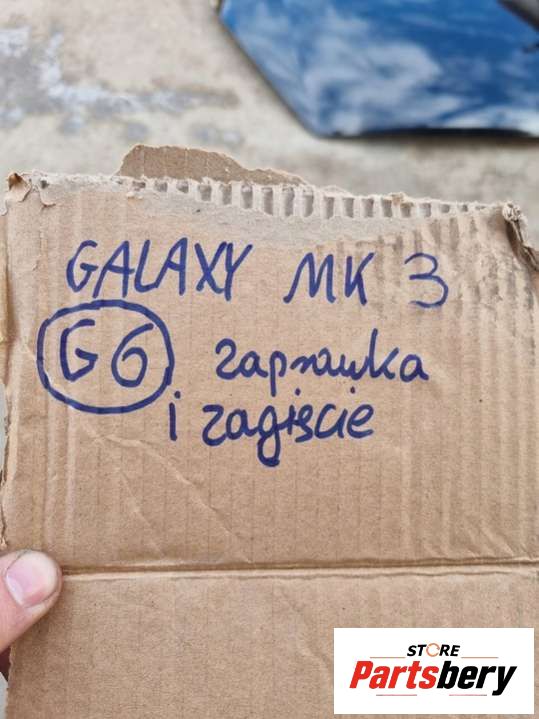 GALAXY MK 3
G6 zaprawka
i zagięcie
STORE
Partsbery